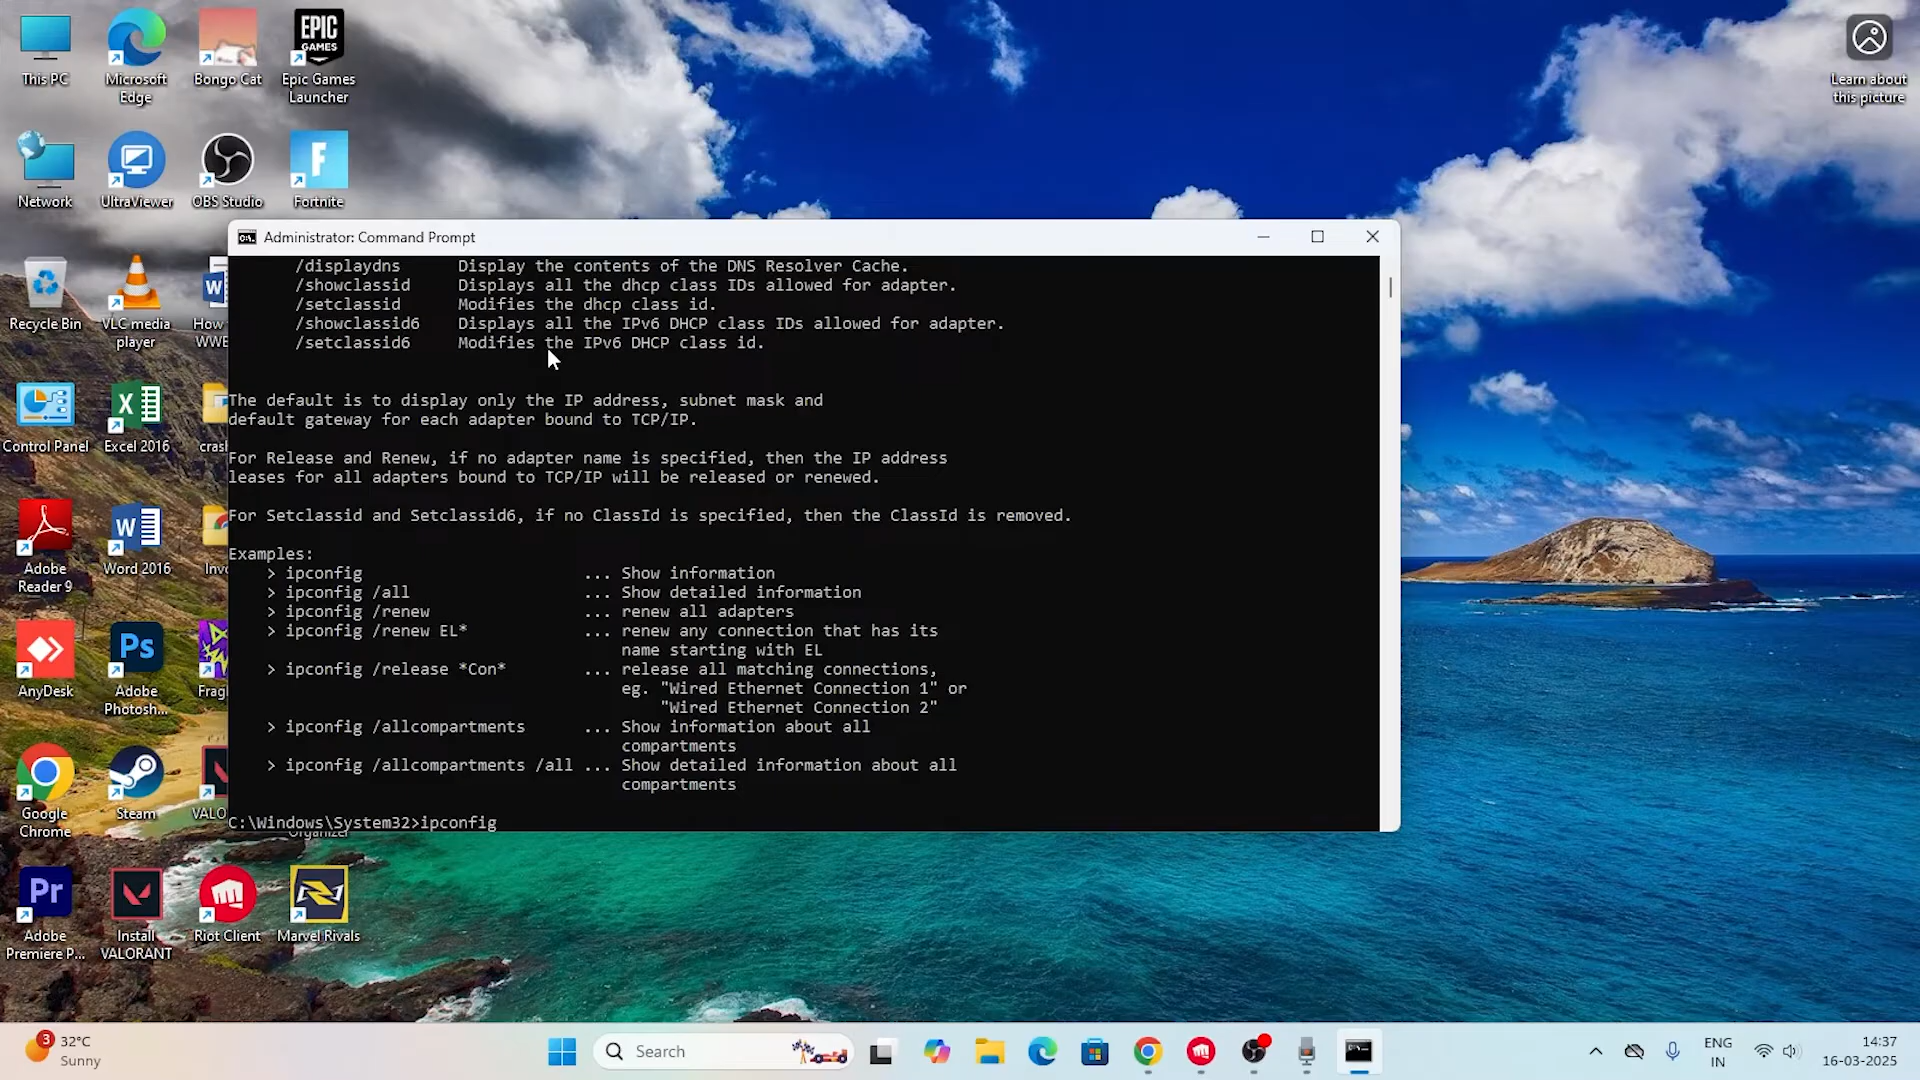 This PC
Microsoft
Edge
Bongo Cat
EPIC
GAMES
Epic Games
Launcher
Learn about
this picture
Network
UltraViewer
OBS Studio
Fortnite
Administrator: Command Prompt
/displaydns Display the contents of the DNS Resolver Cache.
/showclassid Displays all the dhcp class IDs allowed for adapter.
/setclassid Modifies the dhcp class id.
/showclassid6 Displays all the IPv6 DHCP class IDs allowed for adapter.
/setclassid6 Modifies the IPv6 DHCP class id.
The default is to display only the IP address, subnet mask and
default gateway for each adapter bound to TCP/IP.
For Release and Renew, if no adapter name is specified, then the IP address
leases for all adapters bound to TCP/IP will be released or renewed.
For Setclassid and Setclassid6, if no ClassId is specified, then the ClassId is removed.
Examples:
> ipconfig ... Show information
> ipconfig /all ... Show detailed information
> ipconfig /renew ... renew all adapters
> ipconfig /renew EL* ... renew any connection that has its
name starting with EL
> ipconfig /release *Con* ... release all matching connections,
eg. "Wired Ethernet Connection 1" or
"Wired Ethernet Connection 2"
> ipconfig /allcompartments ... Show information about all
compartments
> ipconfig /allcompartments /all ... Show detailed information about all
compartments
C:\Windows\System32>ipconfig
Recycle Bin
VLC media
player
How
WWE
Control Panel
Excel 2016
crash
Adobe
Reader 9
Word 2016
Inv
AnyDesk
Ps
Adobe
Photosh...
Frag
Google
Chrome
Steam
VALO
Organizer
Pr
Adobe
Premiere P...
Install
VALORANT
Riot Client
Marvel Rivals
3
32°C
Sunny
Search
ENG
IN
14:37
16-03-2025